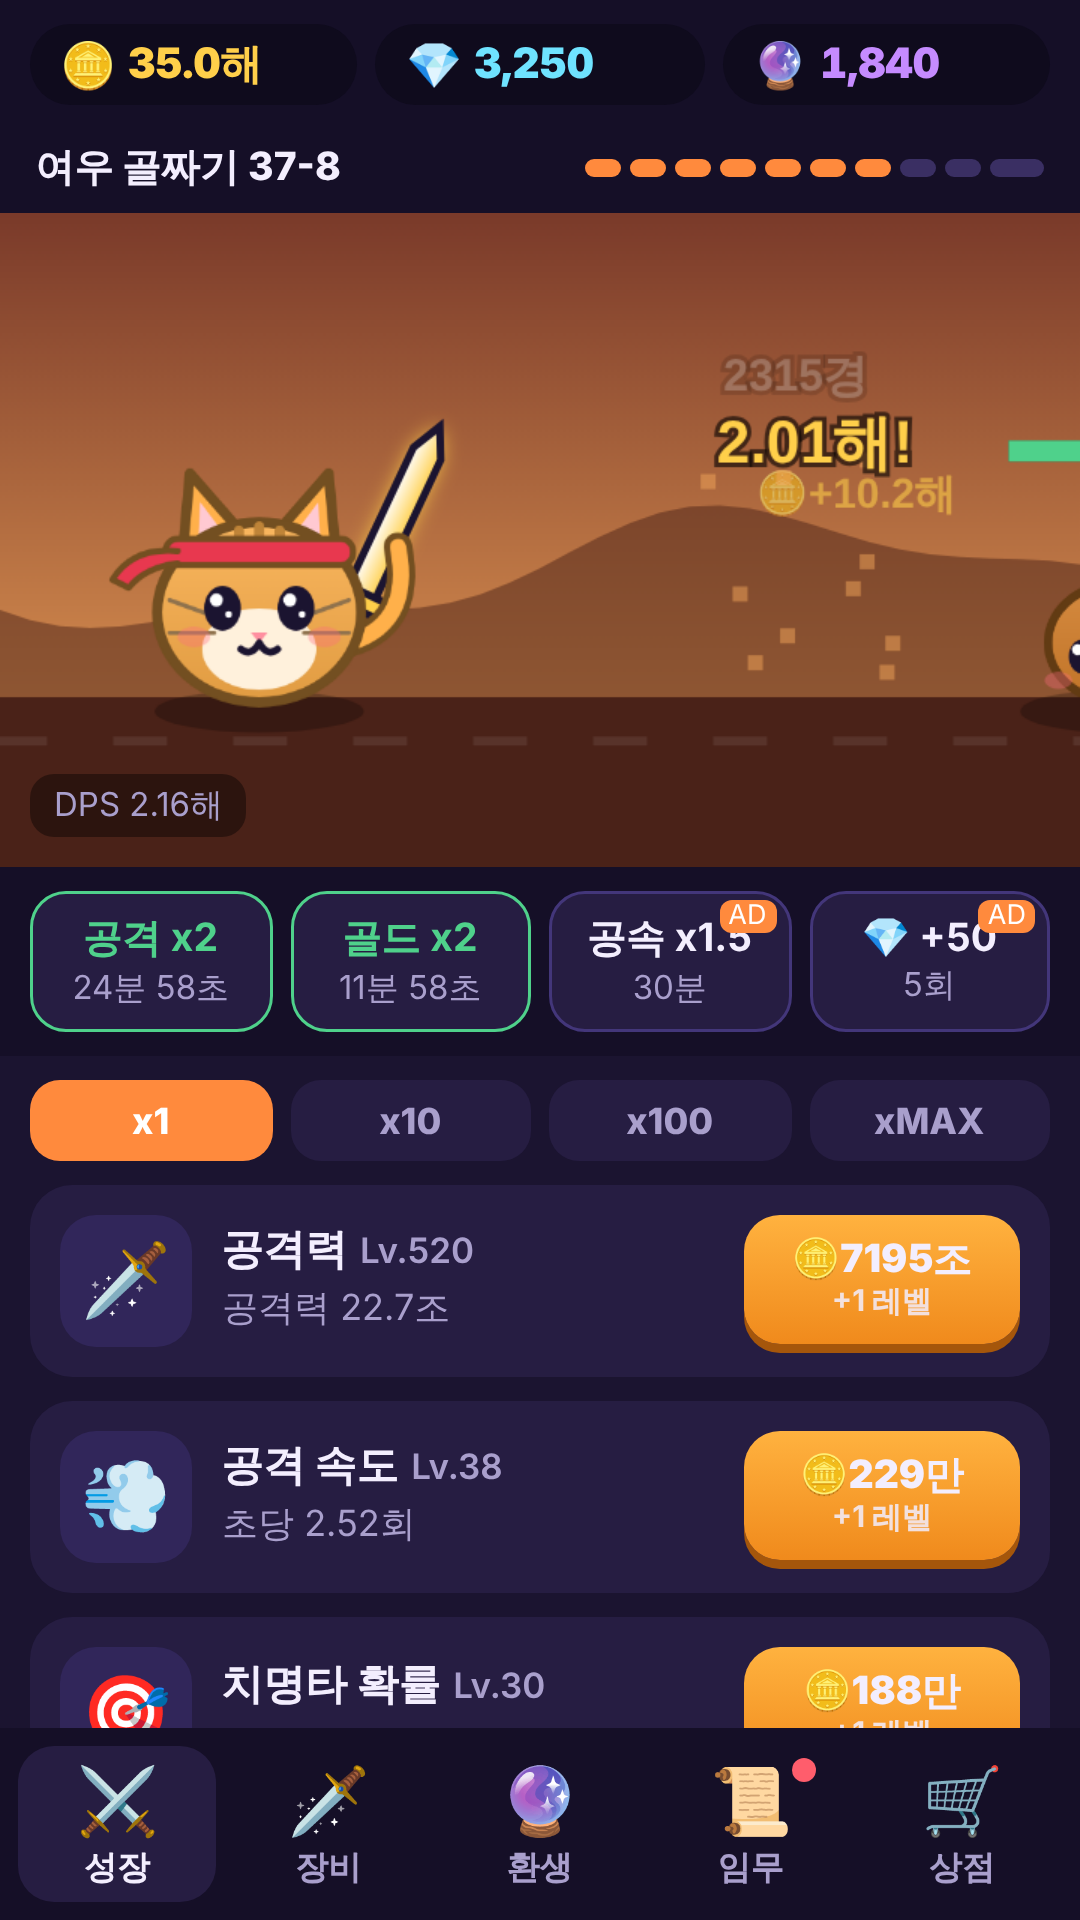 35.0해
3,250
1,840
여우 골짜기 37-8
2315경
2.01해!
+10.2해
DPS 2.16해
공격 x2
24분 58초
골드 x2
11분 58초
AD
공속 x1.5
30분
AD
+50
5회
x1
x10
x100
xMAX
공격력 Lv.520
공격력 22.7조
7195조
+1 레벨
공격 속도 Lv.38
초당 2.52회
229만
+1 레벨
치명타 확률 Lv.30
188만
+1 레벨
성장
장비
환생
임무
상점